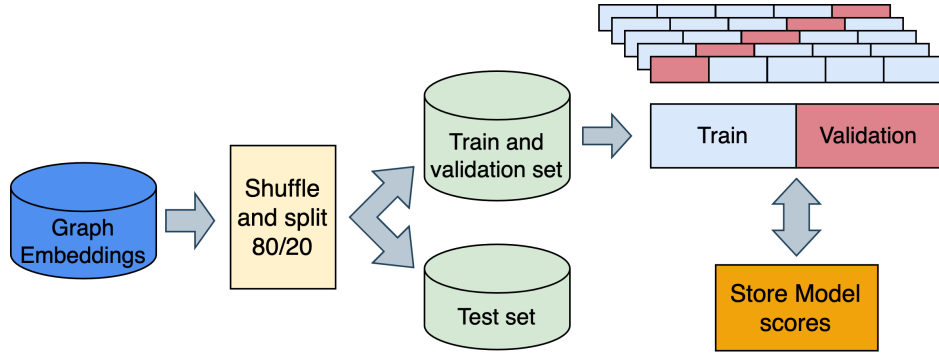 Graph
Embeddings
Shuffle
and split
80/20
Train and
validation set
Test set
Train
Validation
Store Model
scores